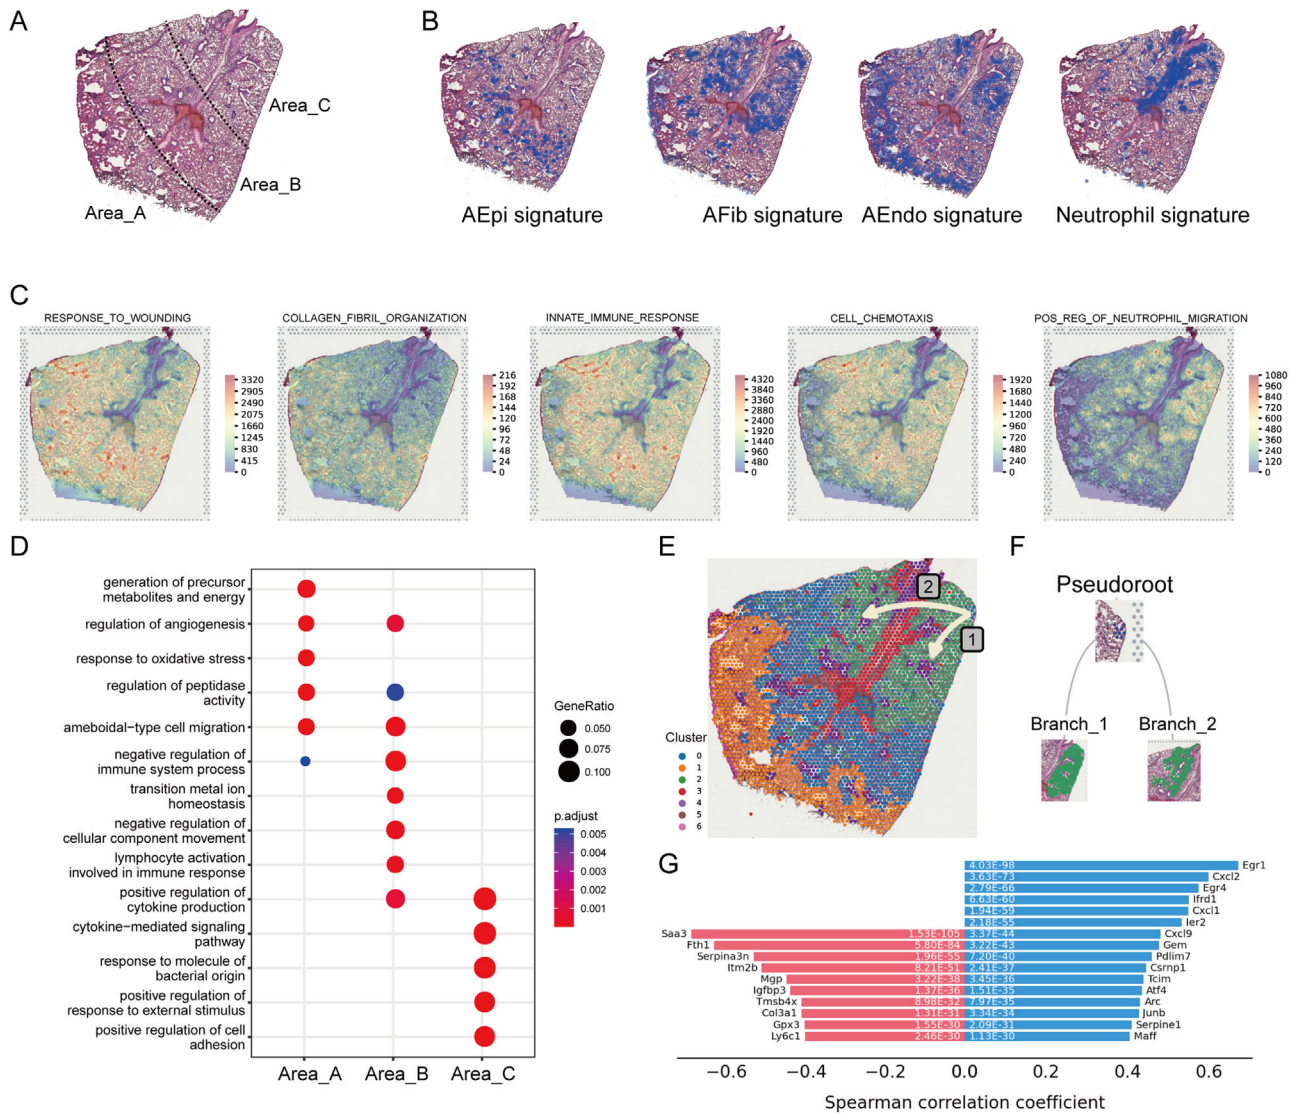 A
Area_C
Area_B
Area_A
B
AEpi signature
AFib signature
AEndo signature
Neutrophil signature
C
RESPONSE_TO_WOUNDING
3320
2905
2490
2075
1660
1245
830
415
0
COLLAGEN_FIBRIL_ORGANIZATION
216
192
168
144
120
96
72
48
24
0
INNATE_IMMUNE_RESPONSE
4320
3840
3360
2880
2400
1920
1440
960
480
0
CELL_CHEMOTAXIS
1920
1680
1440
1200
960
720
480
240
0
POS_REG_OF_NEUTROPHIL_MIGRATION
1080
960
840
720
600
480
360
240
120
0
D
generation of precursor
metabolites and energy
regulation of angiogenesis
response to oxidative stress
regulation of peptidase
activity
ameboidal−type cell migration
negative regulation of
immune system process
transition metal ion
homeostasis
negative regulation of
cellular component movement
lymphocyte activation
involved in immune response
positive regulation of
cytokine production
cytokine−mediated signaling
pathway
response to molecule of
bacterial origin
positive regulation of
response to external stimulus
positive regulation of cell
adhesion
Area_A
Area_B
Area_C
GeneRatio
0.050
0.075
0.100
p.adjust
0.005
0.004
0.003
0.002
0.001
E
2
1
Cluster
0
1
2
3
4
5
6
F
Pseudoroot
Branch_1
Branch_2
G
4.03E-98 Egr1
3.63E-73 Cxcl2
2.79E-66 Egr4
6.63E-60 Ifrd1
1.94E-59 Cxcl1
2.18E-55 Ier2
Saa3 1.53E-105 3.37E-44 Cxcl9
Fth1 5.80E-84 3.22E-43 Gem
Serpina3n 1.96E-55 7.20E-40 Pdlim7
Itm2b 8.21E-51 2.41E-37 Csrnp1
Mgp 3.22E-38 3.45E-36 Tcim
Igfbp3 1.37E-36 1.51E-35 Atf4
Tmsb4x 8.98E-32 7.97E-35 Arc
Col3a1 1.31E-31 3.34E-34 Junb
Gpx3 1.55E-30 2.09E-31 Serpine1
Ly6c1 2.46E-30 1.13E-30 Maff
−0.6 −0.4 −0.2 0.0 0.2 0.4 0.6
Spearman correlation coefficient